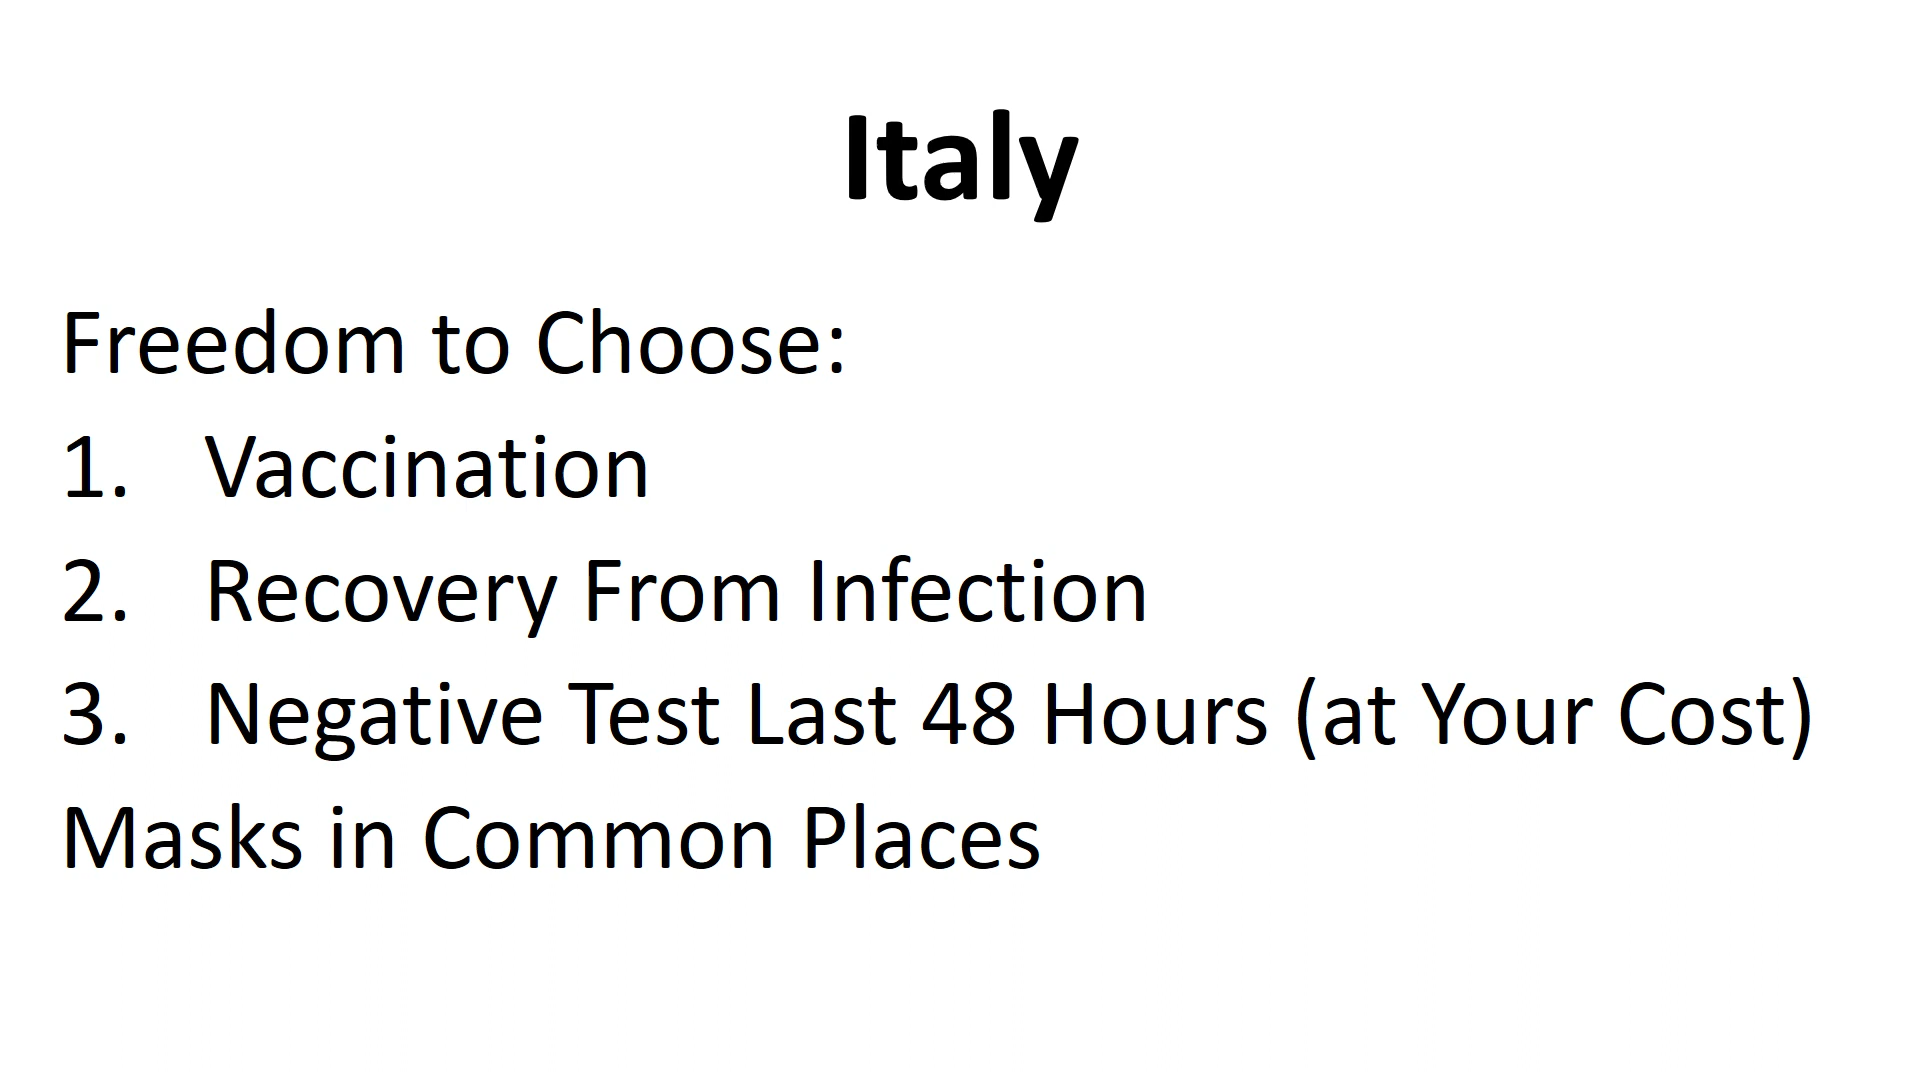 Italy
Freedom to Choose:
1. Vaccination
2. Recovery From Infection
3. Negative Test Last 48 Hours (at Your Cost)
Masks in Common Places